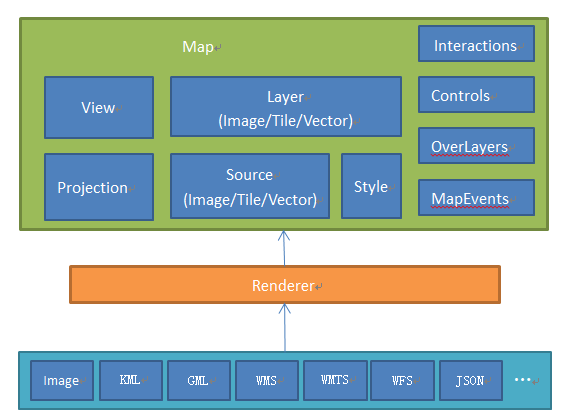 Map
Interactions
View
Layer
(Image/Tile/Vector)
Controls
OverLayers
Projection
Source
(Image/Tile/Vector)
Style
MapEvents
Renderer
Image
KML
GML
WMS
WMTS
WFS
JSON
...